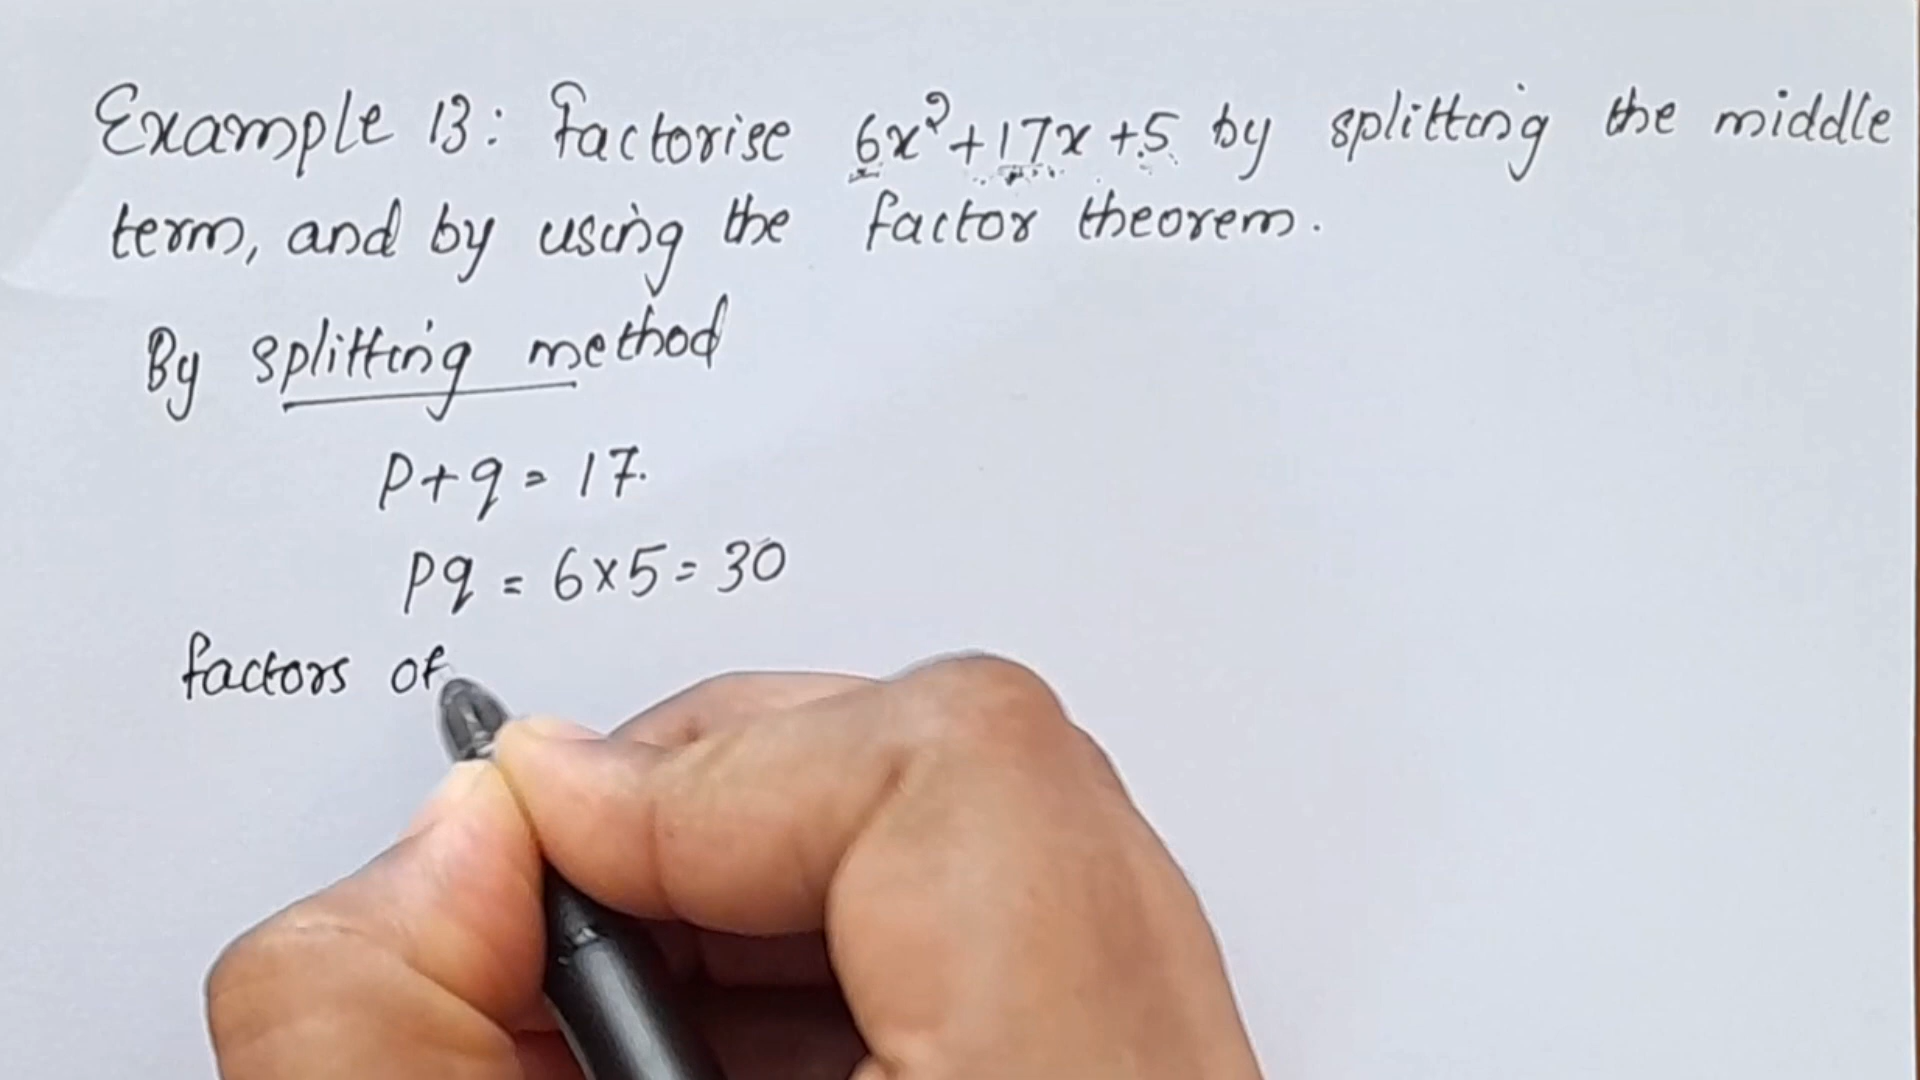 Example 13: Factorise 6x²+17x+5 by splitting the middle
term, and by using the factor theorem.
By splitting method
p+q = 17.
pq = 6×5 = 30
factors of